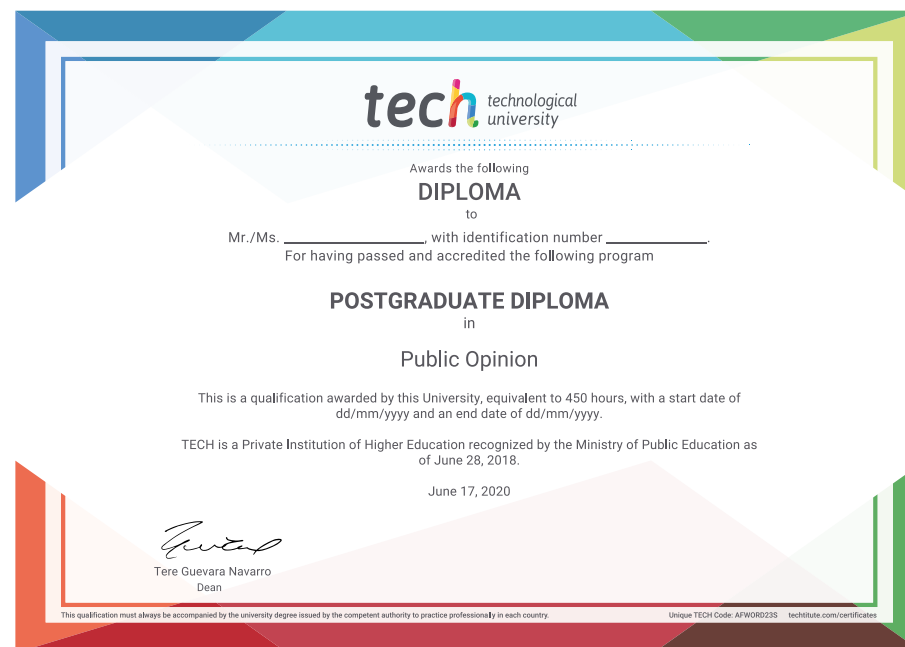 tech technological
university
Awards the following
DIPLOMA
to
Mr./Ms. ____________________, with identification number ______________.
For having passed and accredited the following program
POSTGRADUATE DIPLOMA
in
Public Opinion
This is a qualification awarded by this University, equivalent to 450 hours, with a start date of
dd/mm/yyyy and an end date of dd/mm/yyyy.
TECH is a Private Institution of Higher Education recognized by the Ministry of Public Education as
of June 28, 2018.
June 17, 2020
Tere Guevara Navarro
Dean
This qualification must always be accompanied by the university degree issued by the competent authority to practice professionally in each country. Unique TECH Code: AFWORD23S techtitute.com/certificates